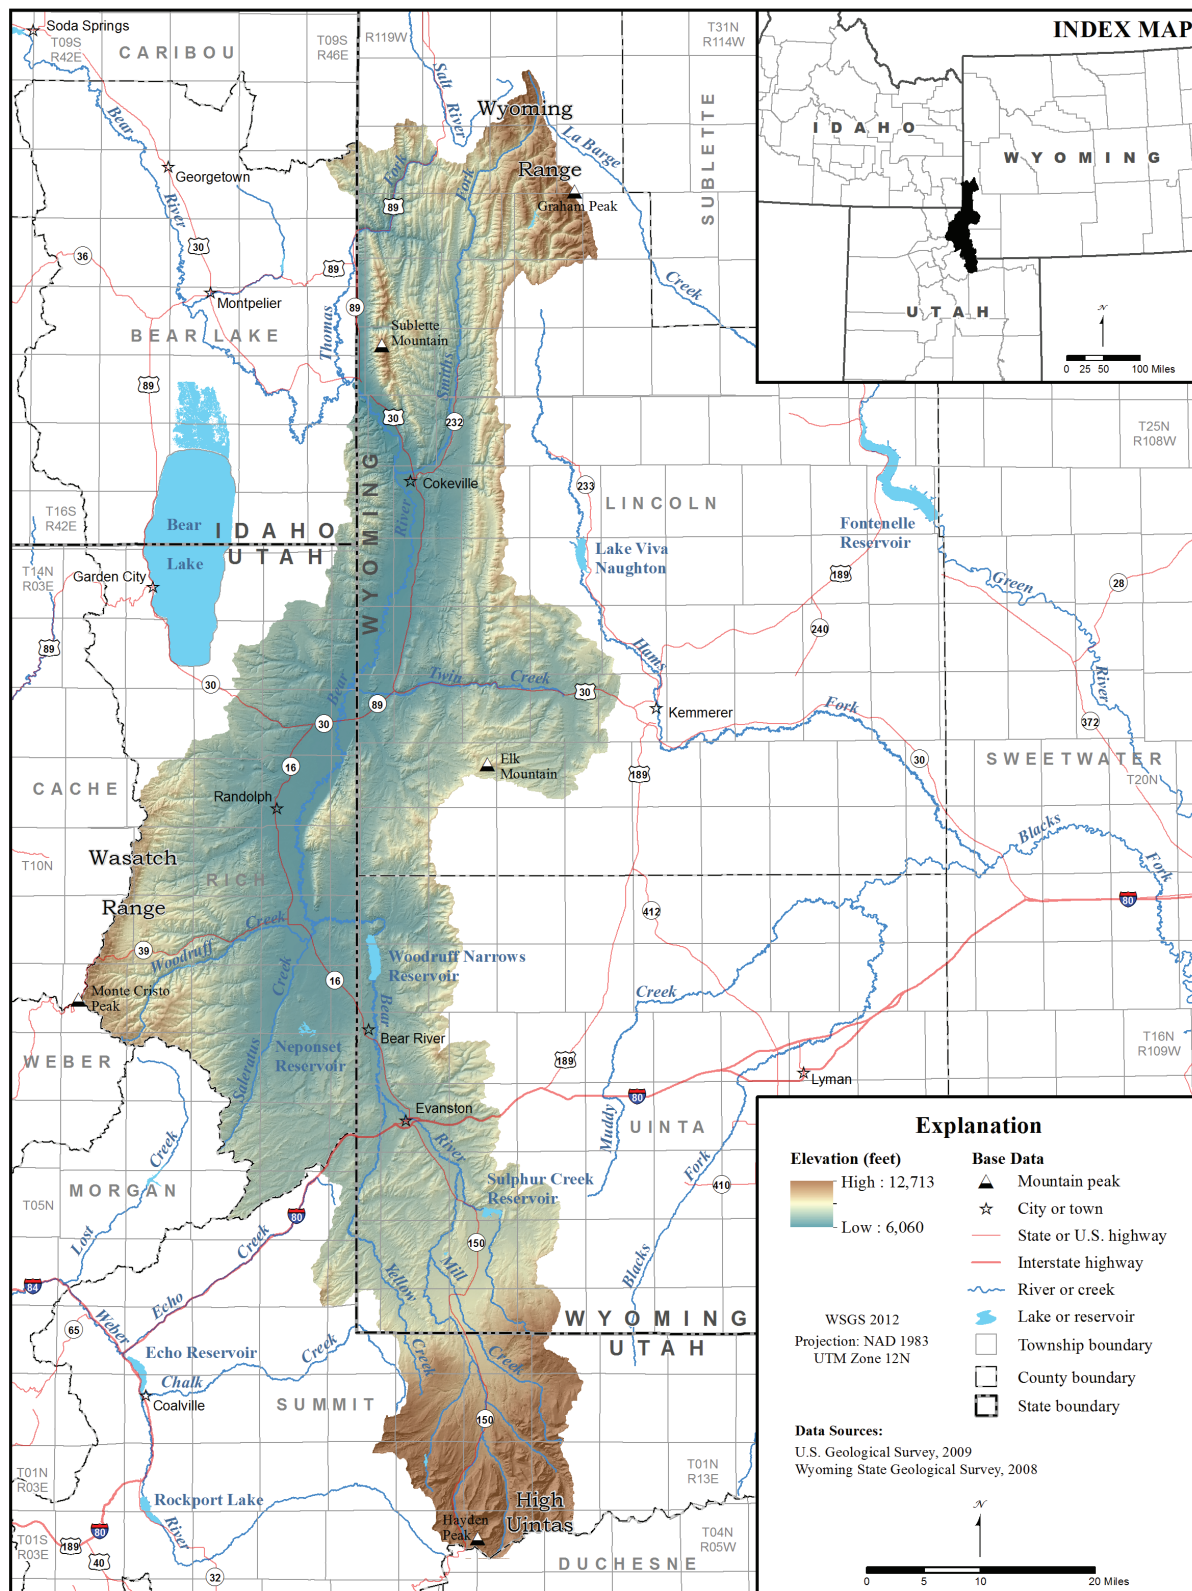 Soda Springs
T09S
R42E
CARIBOU
T09S
R46E
R119W
T31N
R114W
INDEX MAP
Salt
River
Wyoming
Range
La Barge
Creek
SUBLETTE
IDAHO
WYOMING
UTAH
N
0 25 50 100 Miles
Bear
River
Georgetown
Fork
Fork
89
Graham Peak
30
36
89
Montpelier
BEAR LAKE
89
Thomas
Sublette
Mountain
Smiths
89
30
232
T25N
R108W
WYOMING
Cokeville
River
233
LINCOLN
T16S
R42E
Bear
Lake
IDAHO
UTAH
Fontenelle
Reservoir
Lake Viva
Naughton
T14N
R03E
Garden City
189
Green
River
28
240
89
Hams
Fork
30
Bear
Twin
Creek
30
89
30
Kemmerer
372
30
16
Elk
Mountain
189
SWEETWATER
T20N
CACHE
Randolph
Wasatch
Range
T10N
RICH
Blacks
Fork
80
412
Creek
39
Woodruff
Woodruff Narrows
Reservoir
Creek
16
Creek
Monte Cristo
Peak
Bear
Bear River
Neponset
Reservoir
Saleratus
WEBER
189
T16N
R109W
Lyman
80
Evanston
Muddy
UINTA
River
Fork
Creek
MORGAN
T05N
Sulphur Creek
Reservoir
410
80
Lost
Creek
150
Mill
Blacks
84
Echo
Yellow
Weber
65
WYOMING
UTAH
Echo Reservoir
Creek
Creek
Creek
Chalk
Coalville
SUMMIT
150
T01N
R03E
T01N
R13E
Rockport Lake
High
Uintas
Hayden
Peak
80
River
T01S
R03E
189
40
32
T04N
R05W
DUCHESNE
Explanation
Elevation (feet)
High : 12,713
Low : 6,060
WSGS 2012
Projection: NAD 1983
UTM Zone 12N
Base Data
Mountain peak
City or town
State or U.S. highway
Interstate highway
River or creek
Lake or reservoir
Township boundary
County boundary
State boundary
Data Sources:
U.S. Geological Survey, 2009
Wyoming State Geological Survey, 2008
N
0 5 10 20 Miles